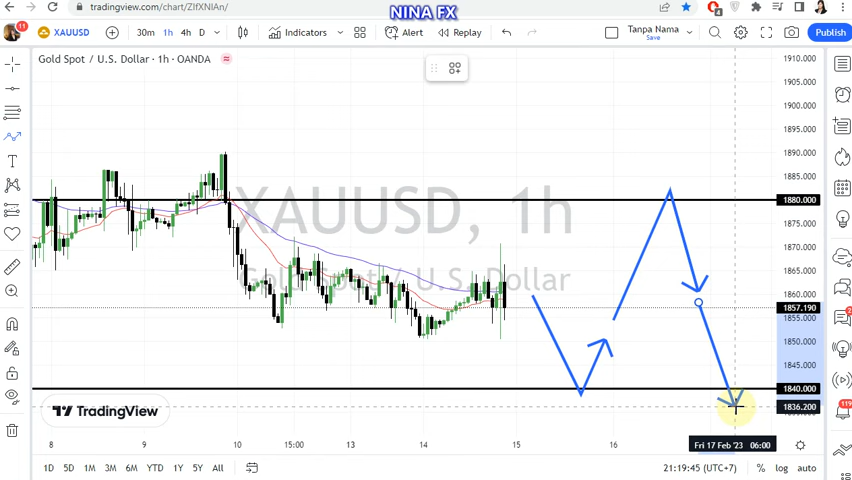 tradingview.com/chart/ZIfXNIAn/
NINA FX
4
11
XAUUSD
30m 1h 4h D
Indicators
Alert
Replay
Tanpa Nama
Save
Publish
Gold Spot / U.S. Dollar · 1h · OANDA
XAUUSD, 1h
Gold Spot / U.S. Dollar
1910.000
1905.000
1900.000
1895.000
1890.000
1885.000
1880.000
1875.000
1870.000
1865.000
1860.000
1857.190
1855.000
1850.000
1845.000
1840.000
1836.200
TradingView
8 9 10 15:00 13 14 15 16
Fri 17 Feb '23 06:00
2
119
1D 5D 1M 3M 6M YTD 1Y 5Y All
21:19:45 (UTC+7)
% log auto